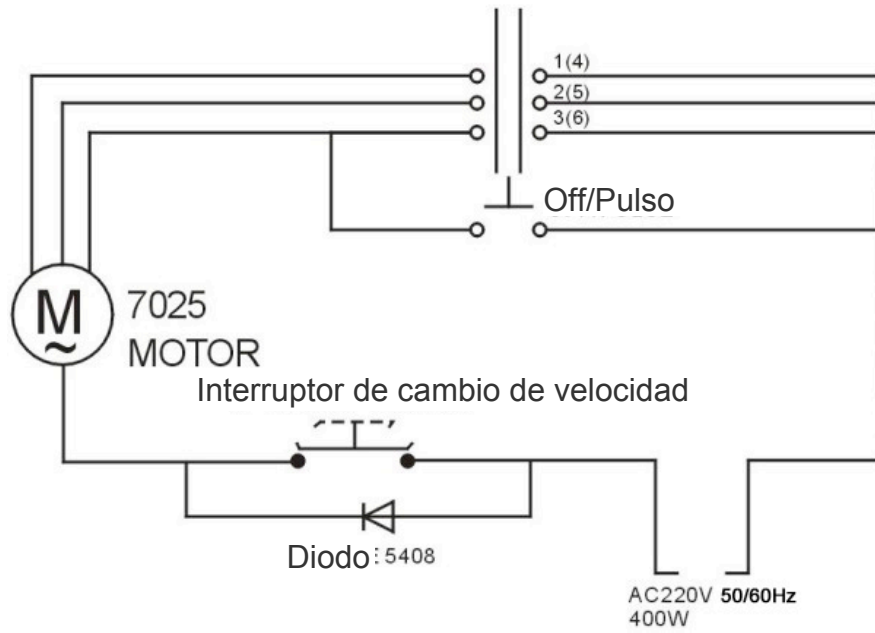 1(4)
2(5)
3(6)
Off/Pulso
M
~
7025
MOTOR
Interruptor de cambio de velocidad
Diodo 5408
AC220V 50/60Hz
400W